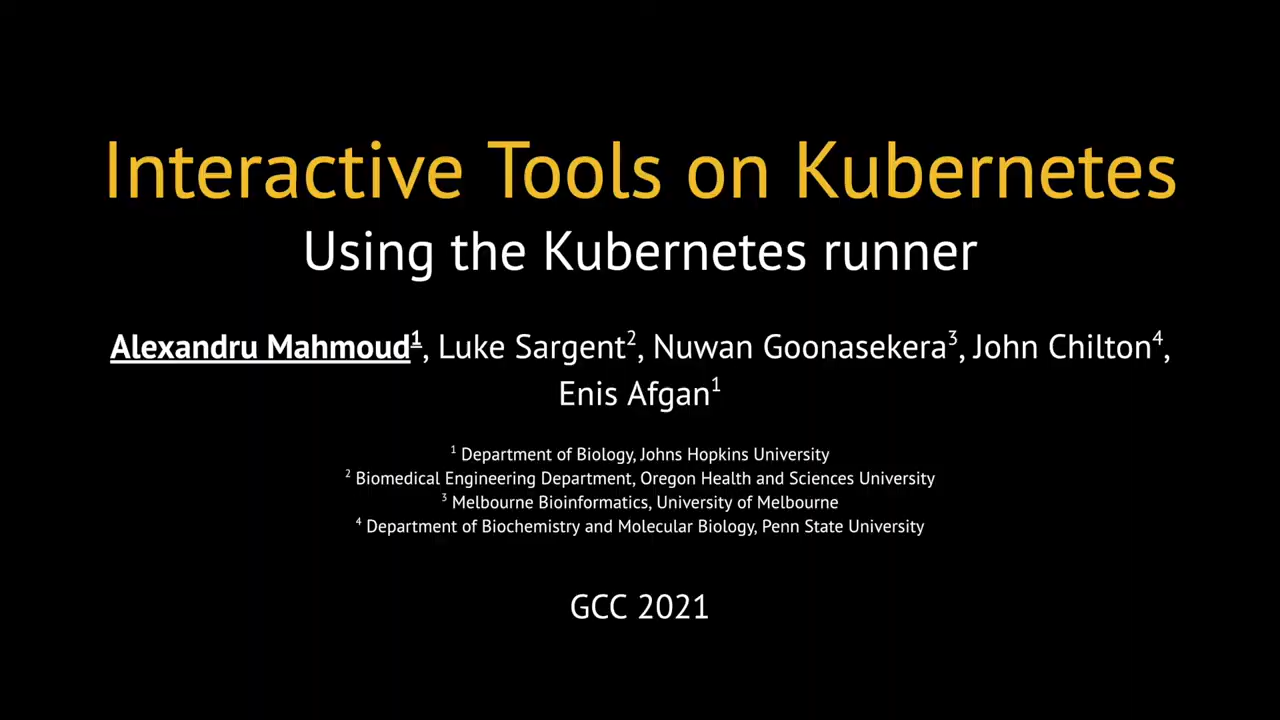 Interactive Tools on Kubernetes
Using the Kubernetes runner
Alexandru Mahmoud¹, Luke Sargent², Nuwan Goonasekera³, John Chilton⁴,
Enis Afgan¹
¹ Department of Biology, Johns Hopkins University
² Biomedical Engineering Department, Oregon Health and Sciences University
³ Melbourne Bioinformatics, University of Melbourne
⁴ Department of Biochemistry and Molecular Biology, Penn State University
GCC 2021